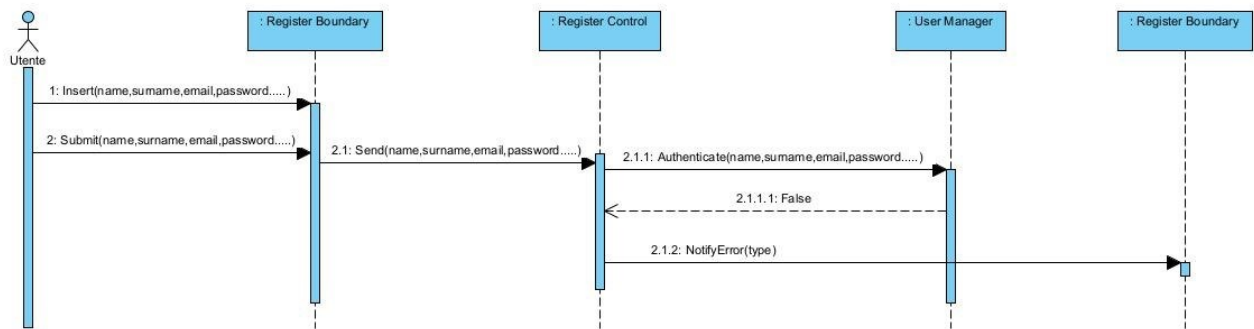 : Register Boundary
: Register Control
: User Manager
: Register Boundary
Utente
1: Insert(name,surname,email,password.....)
2: Submit(name,surname,email,password.....)
2.1: Send(name,surname,email,password.....)
2.1.1: Authenticate(name,surname,email,password.....)
2.1.1.1: False
2.1.2: NotifyError(type)